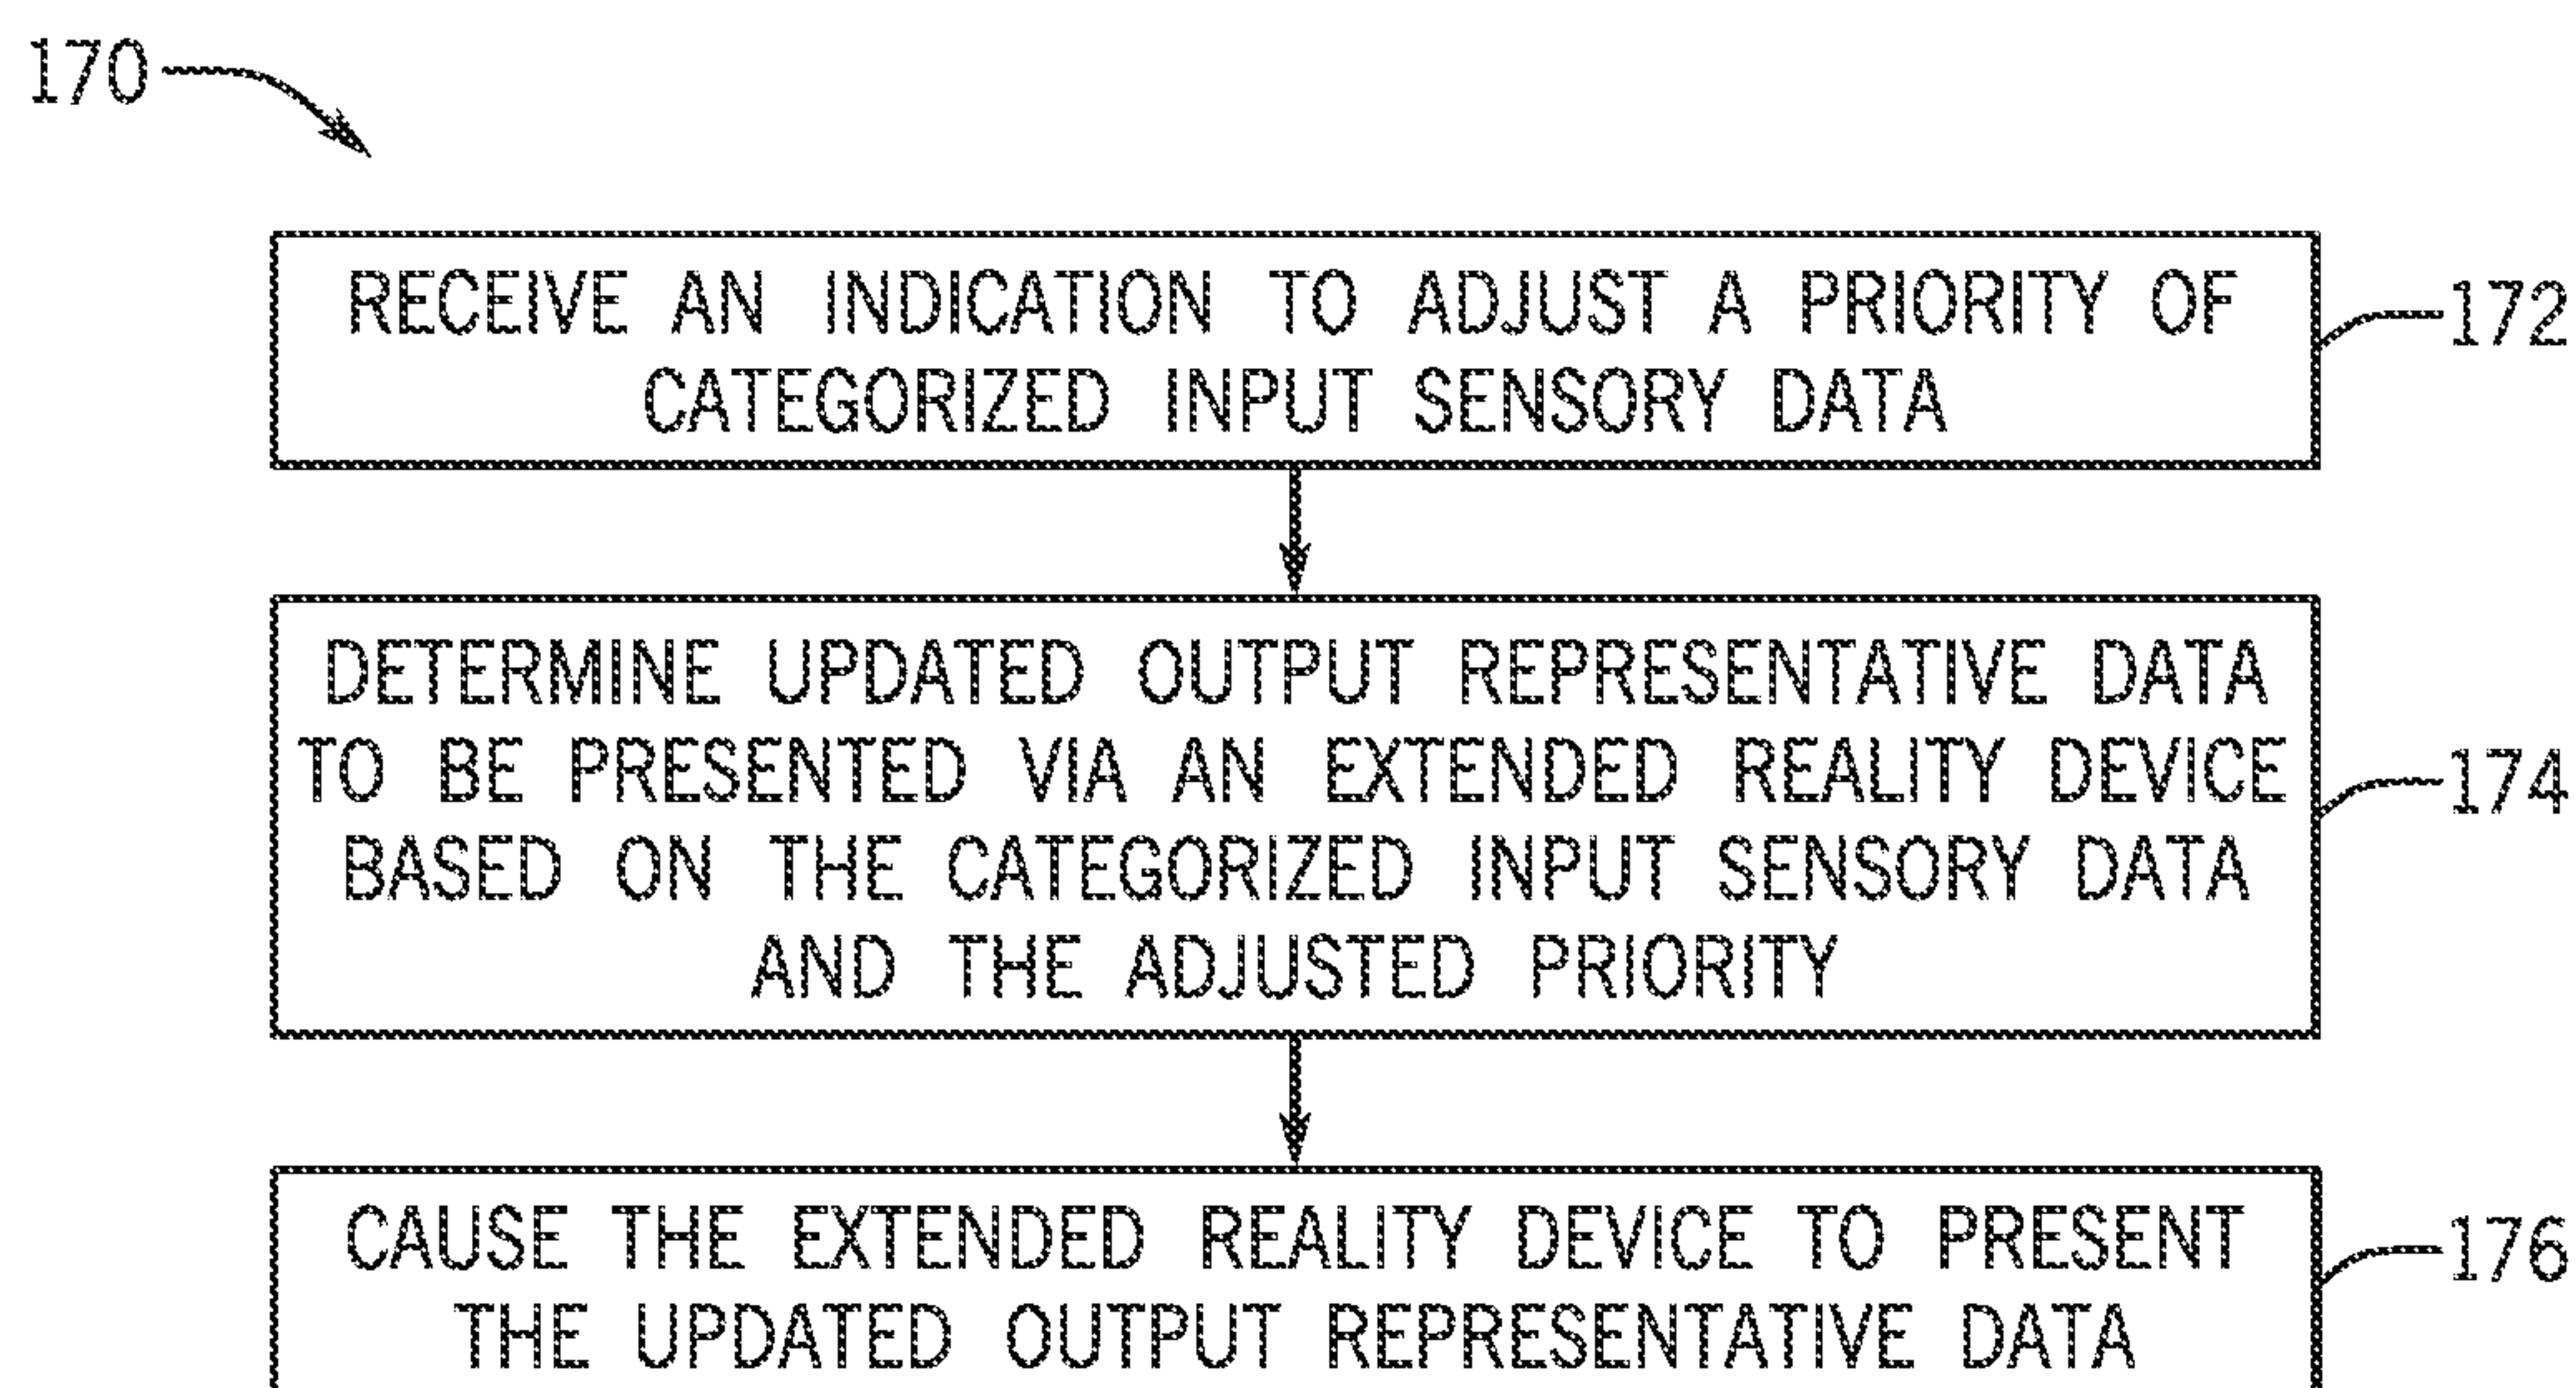 170
RECEIVE AN INDICATION TO ADJUST A PRIORITY OF
CATEGORIZED INPUT SENSORY DATA
172
DETERMINE UPDATED OUTPUT REPRESENTATIVE DATA
TO BE PRESENTED VIA AN EXTENDED REALITY DEVICE
BASED ON THE CATEGORIZED INPUT SENSORY DATA
AND THE ADJUSTED PRIORITY
174
CAUSE THE EXTENDED REALITY DEVICE TO PRESENT
THE UPDATED OUTPUT REPRESENTATIVE DATA
176